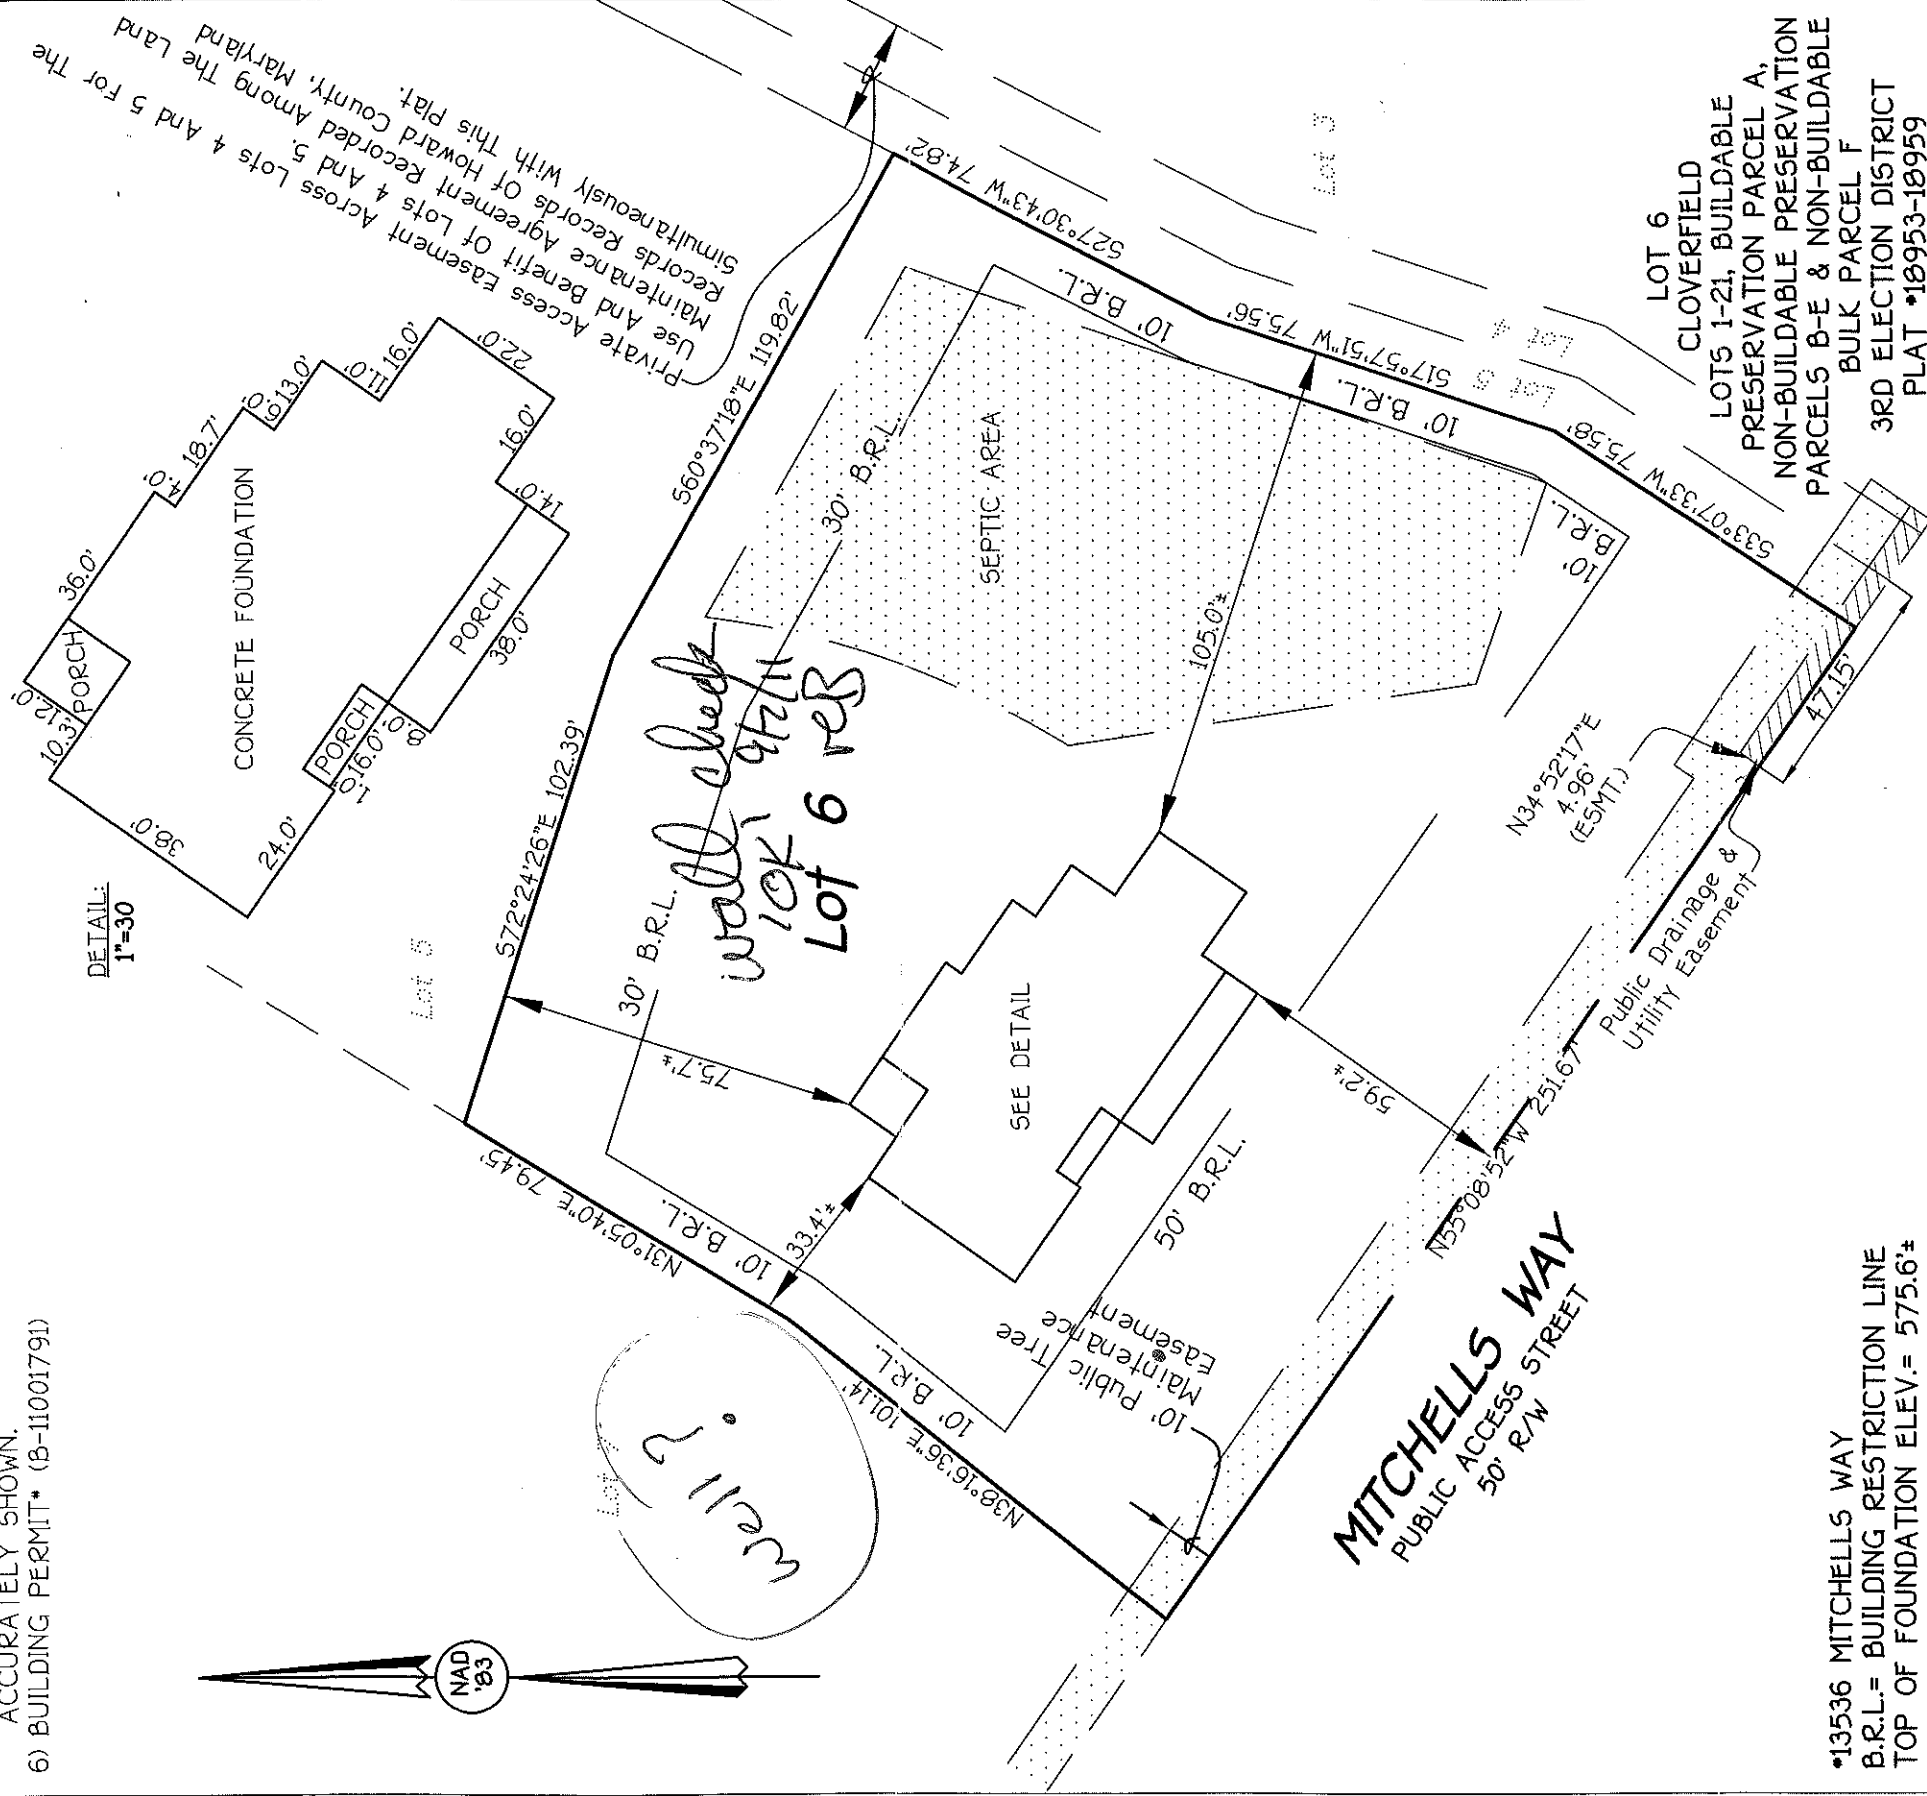 ACCURATELY SHOWN.
6) BUILDING PERMIT# (B-11001791)
DETAIL:
1"=30
CONCRETE FOUNDATION
PORCH
PORCH
PORCH
10.3'
12.0'
36.0'
4.0'
18.7'
6.0'
13.0'
11.0'
16.0'
22.0'
16.0'
14.0'
38.0'
8.0'
16.0'
1.0'
24.0'
38.0'
Private Access Easement Across Lots 4 And 5 For The
Use And Benefit Of Lots 4 And 5.
Maintenance Agreement Recorded Among The Land
Records Of Howard County, Maryland
Simultaneously With This Plat.
Lot 5
S72°24'26"E 102.39'
S60°37'18"E 119.82'
S27°30'43"W 74.82'
S17°57'51"W 75.56'
S33°07'33"W 75.58'
Lot 3
Lot 4
Lot 5
30' B.R.L.
30' B.R.L.
10' B.R.L.
10' B.R.L.
10' B.R.L.
SEPTIC AREA
105.0'±
wall check
OK 9/2/11
Lot 6 
75.7'±
SEE DETAIL
33.4'±
59.2'±
N31°05'40"E 79.45'
10' B.R.L.
N38°16'36"E 101.14'
10' B.R.L.
50' B.R.L.
Well ?
NAD
'83
10' Public Tree
Maintenance
Easement
N34°52'17"E
4.96'
(ESMT.)
47.15'
Public Drainage &
Utility Easement
N55°08'52"W 251.67'
MITCHELLS WAY
PUBLIC ACCESS STREET
50' R/W
LOT 6
CLOVERFIELD
LOTS 1-21, BUILDABLE
PRESERVATION PARCEL A,
NON-BUILDABLE PRESERVATION
PARCELS B-E & NON-BUILDABLE
BULK PARCEL F
3RD ELECTION DISTRICT
PLAT #18953-18959
#13536 MITCHELLS WAY
B.R.L.= BUILDING RESTRICTION LINE
TOP OF FOUNDATION ELEV.= 575.6'±